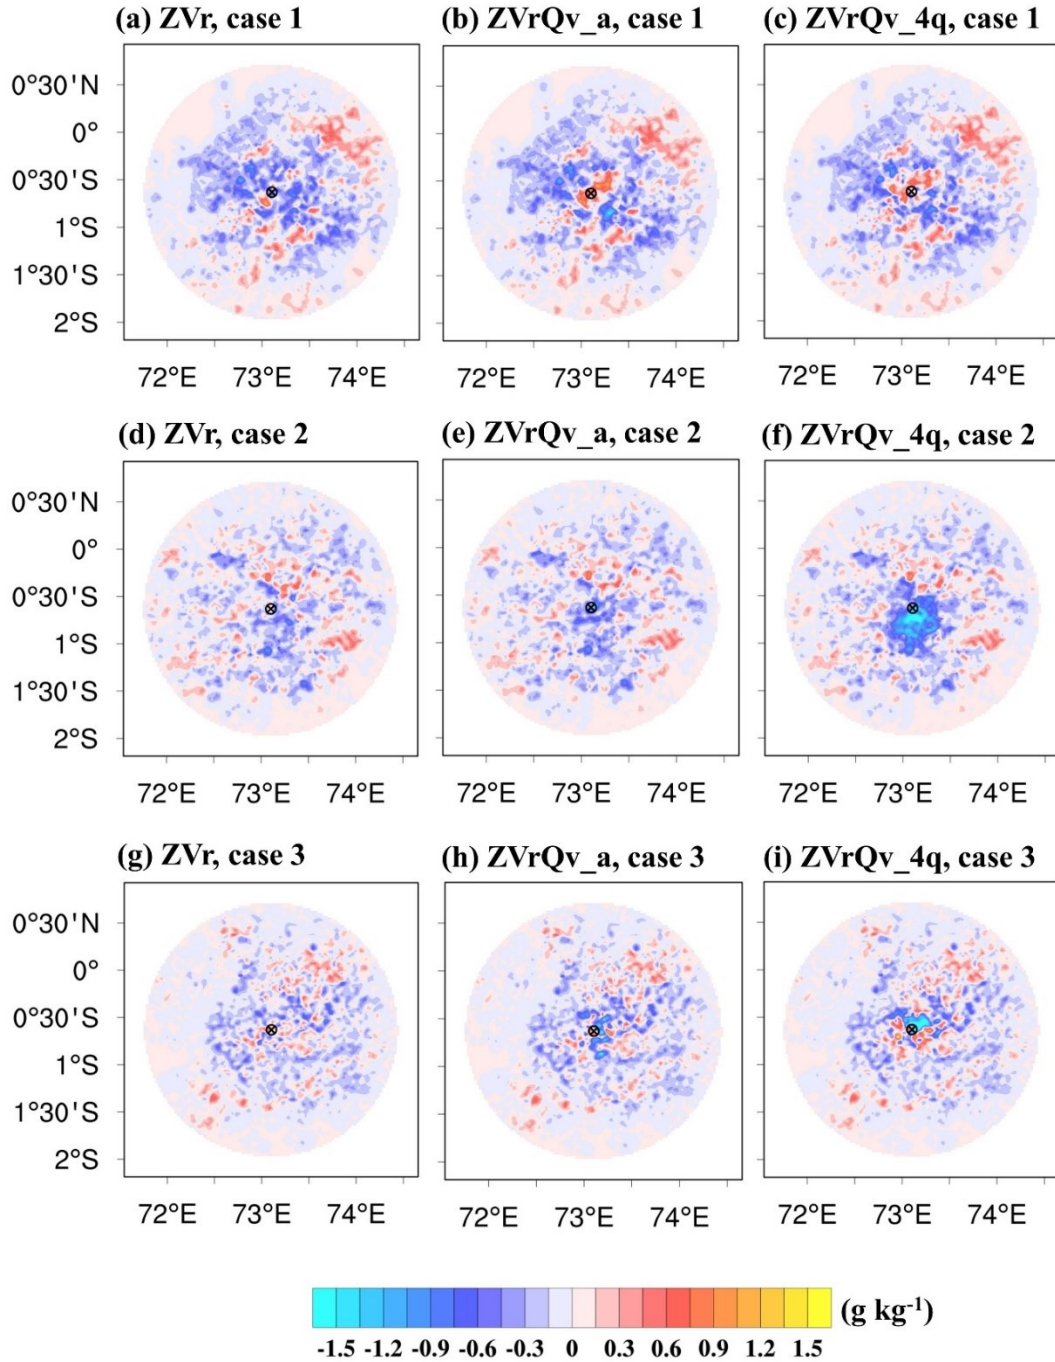 (a) ZVr, case 1 (b) ZVrQv_a, case 1 (c) ZVrQv_4q, case 1
0°30'N
0°
0°30'S
1°S
1°30'S
2°S
72°E 73°E 74°E 72°E 73°E 74°E 72°E 73°E 74°E
(d) ZVr, case 2 (e) ZVrQv_a, case 2 (f) ZVrQv_4q, case 2
0°30'N
0°
0°30'S
1°S
1°30'S
2°S
72°E 73°E 74°E 72°E 73°E 74°E 72°E 73°E 74°E
(g) ZVr, case 3 (h) ZVrQv_a, case 3 (i) ZVrQv_4q, case 3
0°30'N
0°
0°30'S
1°S
1°30'S
2°S
72°E 73°E 74°E 72°E 73°E 74°E 72°E 73°E 74°E
(g kg⁻¹)
-1.5 -1.2 -0.9 -0.6 -0.3 0 0.3 0.6 0.9 1.2 1.5